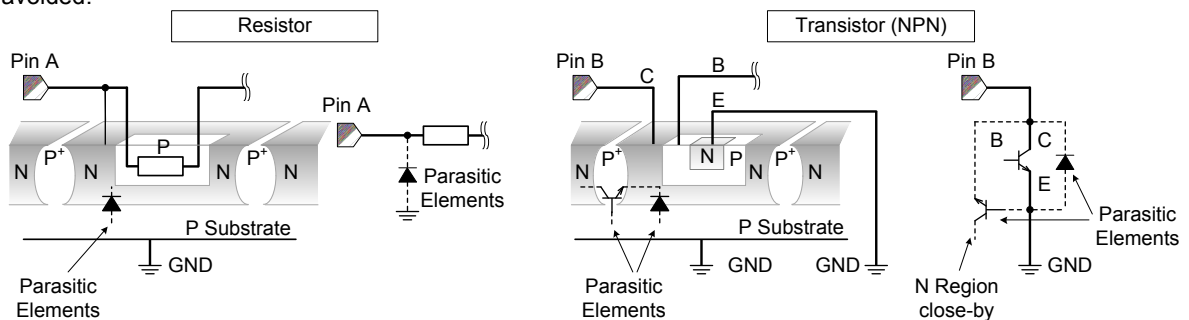 avoided.
Resistor
Transistor (NPN)
Pin A
Pin A
N
P+
N
P
N
P+
N
Parasitic
Elements
P Substrate
GND
Parasitic
Elements
Pin B
C
B
E
N
P+
N
N
P
N
P+
N
P Substrate
GND
GND
Parasitic
Elements
Pin B
B
C
E
Parasitic
Elements
GND
N Region
close-by